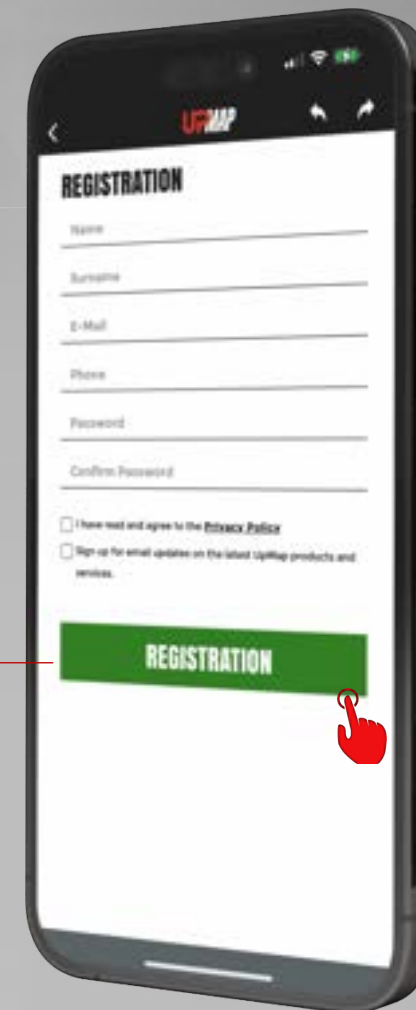 UPMAP
REGISTRATION
Name
Surname
E-Mail
Phone
Password
Confirm Password
I have read and agree to the Privacy Policy
Sign up for email updates on the latest UpMap products and
services.
REGISTRATION